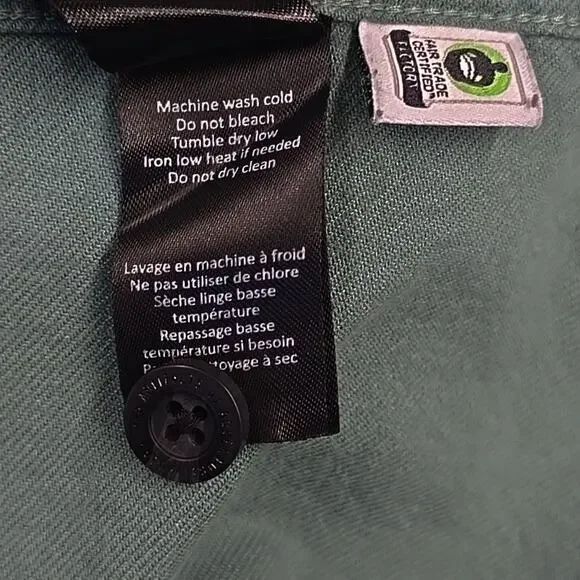 Machine wash cold
Do not bleach
Tumble dry low
Iron low heat if needed
Do not dry clean
Lavage en machine à froid
Ne pas utiliser de chlore
Sèche linge basse
température
Repassage basse
température si besoin
à sec
FAIR TRADE
CERTIFIED™
FACTORY